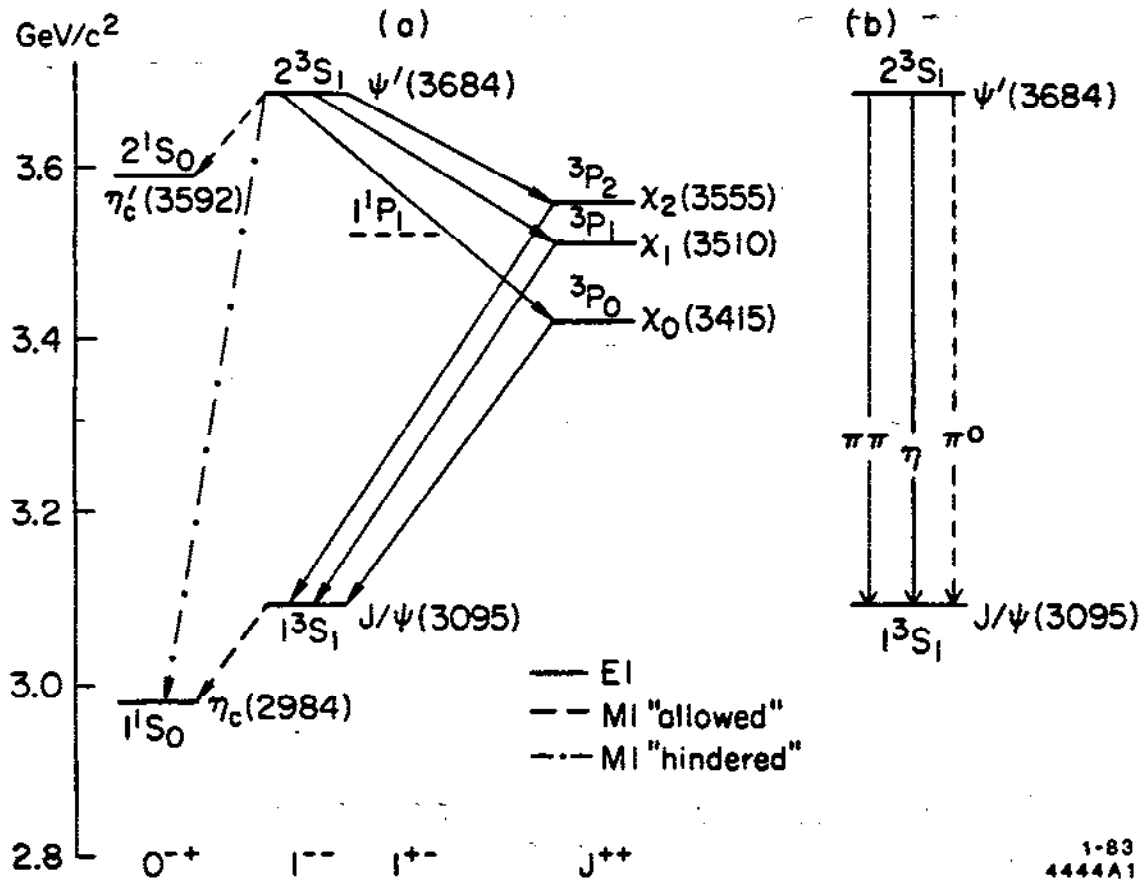 GeV/c²
(a)
(b)
2³S₁
ψ'(3684)
2³S₁
ψ'(3684)
3.6
2¹S₀
η'c(3592)
1¹P₁
³P₂
χ₂(3555)
³P₁
χ₁(3510)
³P₀
χ₀(3415)
3.4
ππ
η
π⁰
3.2
1³S₁
J/ψ(3095)
1³S₁
J/ψ(3095)
3.0
1¹S₀
ηc(2984)
E1
M1 "allowed"
M1 "hindered"
2.8
0⁻⁺
1⁻⁻
1⁺⁻
J⁺⁺
1-83
4444A1